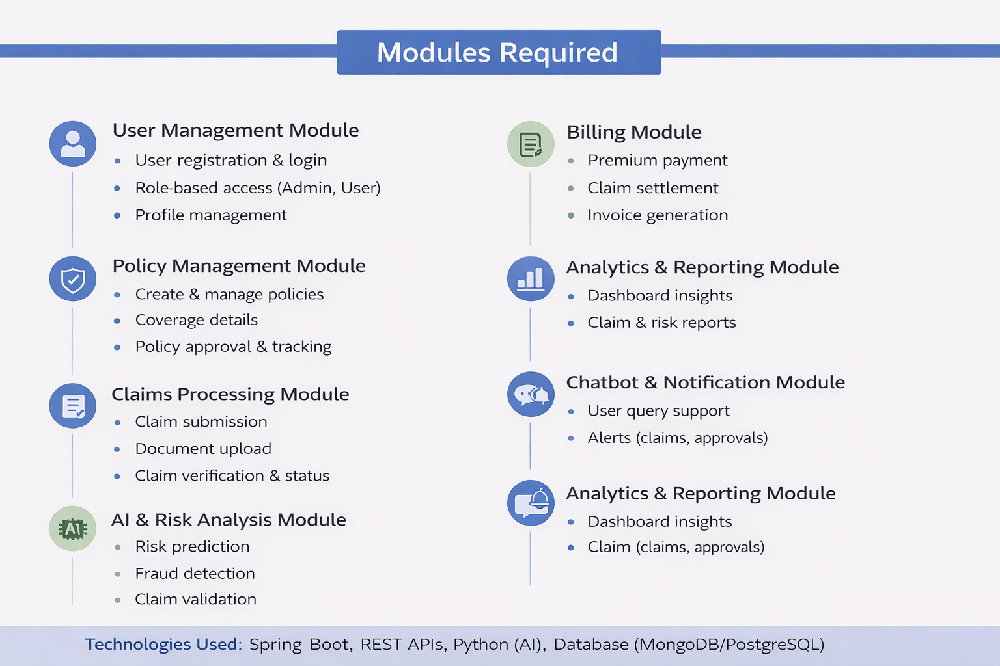 Modules Required
User Management Module
User registration & login
Role-based access (Admin, User)
Profile management
Policy Management Module
Create & manage policies
Coverage details
Policy approval & tracking
Claims Processing Module
Claim submission
Document upload
Claim verification & status
AI
AI & Risk Analysis Module
Risk prediction
Fraud detection
Claim validation
Billing Module
Premium payment
Claim settlement
Invoice generation
Analytics & Reporting Module
Dashboard insights
Claim & risk reports
Chatbot & Notification Module
User query support
Alerts (claims, approvals)
Analytics & Reporting Module
Dashboard insights
Claim (claims, approvals)
Technologies Used: Spring Boot, REST APIs, Python (AI), Database (MongoDB/PostgreSQL)